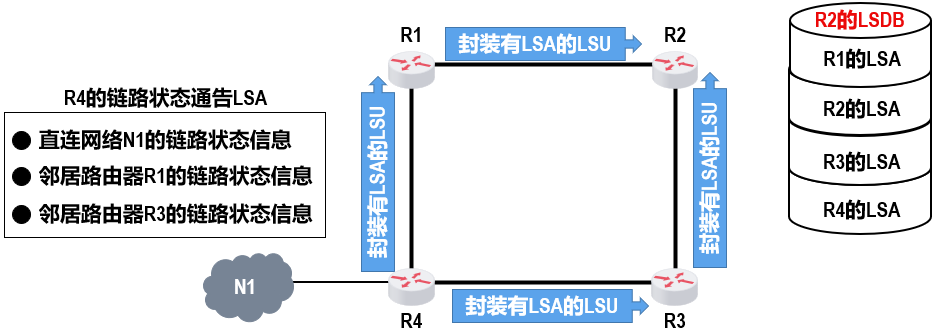 R4的链路状态通告LSA
● 直连网络N1的链路状态信息
● 邻居路由器R1的链路状态信息
● 邻居路由器R3的链路状态信息
R1
封装有LSA的LSU
R2
封装有LSA的LSU
封装有LSA的LSU
N1
R4
封装有LSA的LSU
R3
R2的LSDB
R1的LSA
R2的LSA
R3的LSA
R4的LSA